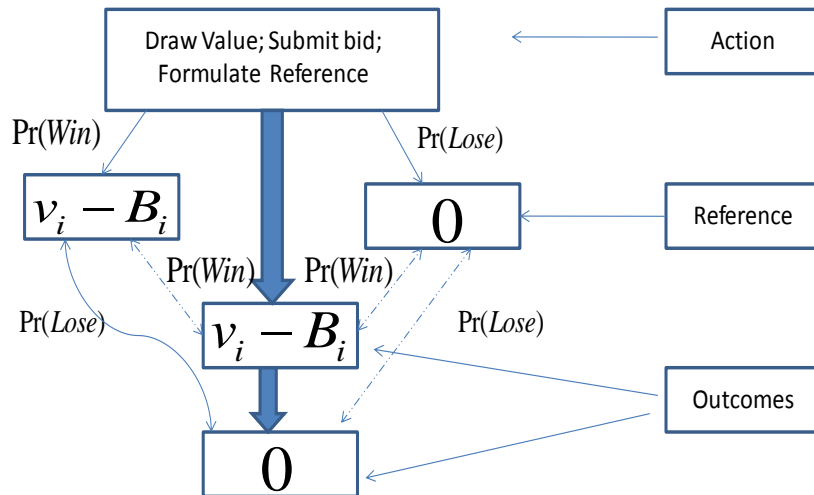 Draw Value; Submit bid;
Formulate Reference
Action
Pr(Win)
Pr(Lose)
v_i − B_i
0
Reference
Pr(Win)
Pr(Win)
Pr(Lose)
v_i − B_i
Pr(Lose)
Outcomes
0